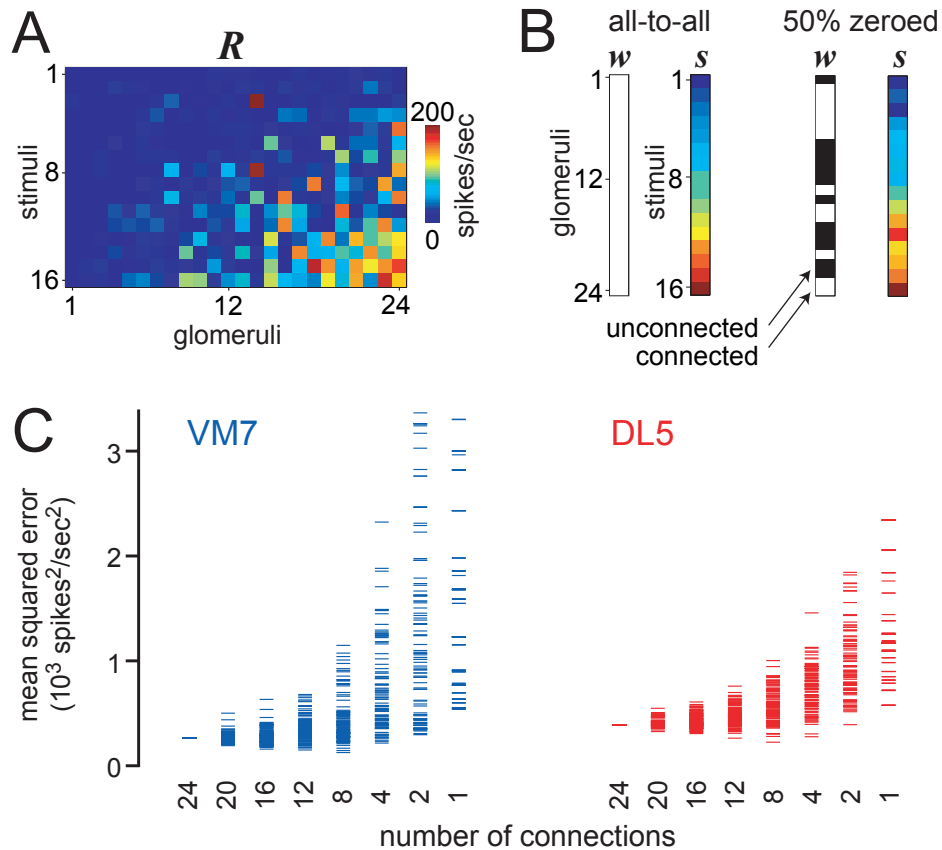 A
R
1
8
16
stimuli
1
12
24
glomeruli
200
0
spikes/sec
B
all-to-all
50% zeroed
w
s
w
s
1
12
24
glomeruli
1
8
16
stimuli
unconnected
connected
C
VM7
DL5
3
2
1
0
mean squared error
(10³ spikes²/sec²)
24 20 16 12 8 4 2 1
24 20 16 12 8 4 2 1
number of connections